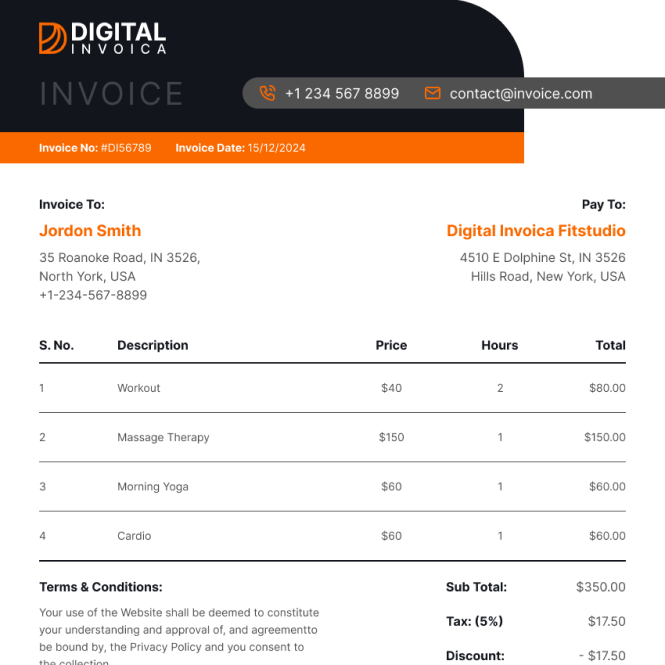 DIGITAL
INVOICA
INVOICE
+1 234 567 8899 contact@invoice.com
Invoice No: #DI56789 Invoice Date: 15/12/2024
Invoice To: Pay To:
Jordon Smith Digital Invoica Fitstudio
35 Roanoke Road, IN 3526, 4510 E Dolphine St, IN 3526
North York, USA Hills Road, New York, USA
+1-234-567-8899
S. No. Description Price Hours Total
1 Workout $40 2 $80.00
2 Massage Therapy $150 1 $150.00
3 Morning Yoga $60 1 $60.00
4 Cardio $60 1 $60.00
Terms & Conditions: Sub Total: $350.00
Your use of the Website shall be deemed to constitute
your understanding and approval of, and agreementto Tax: (5%) $17.50
be bound by, the Privacy Policy and you consent to
the collection Discount: - $17.50